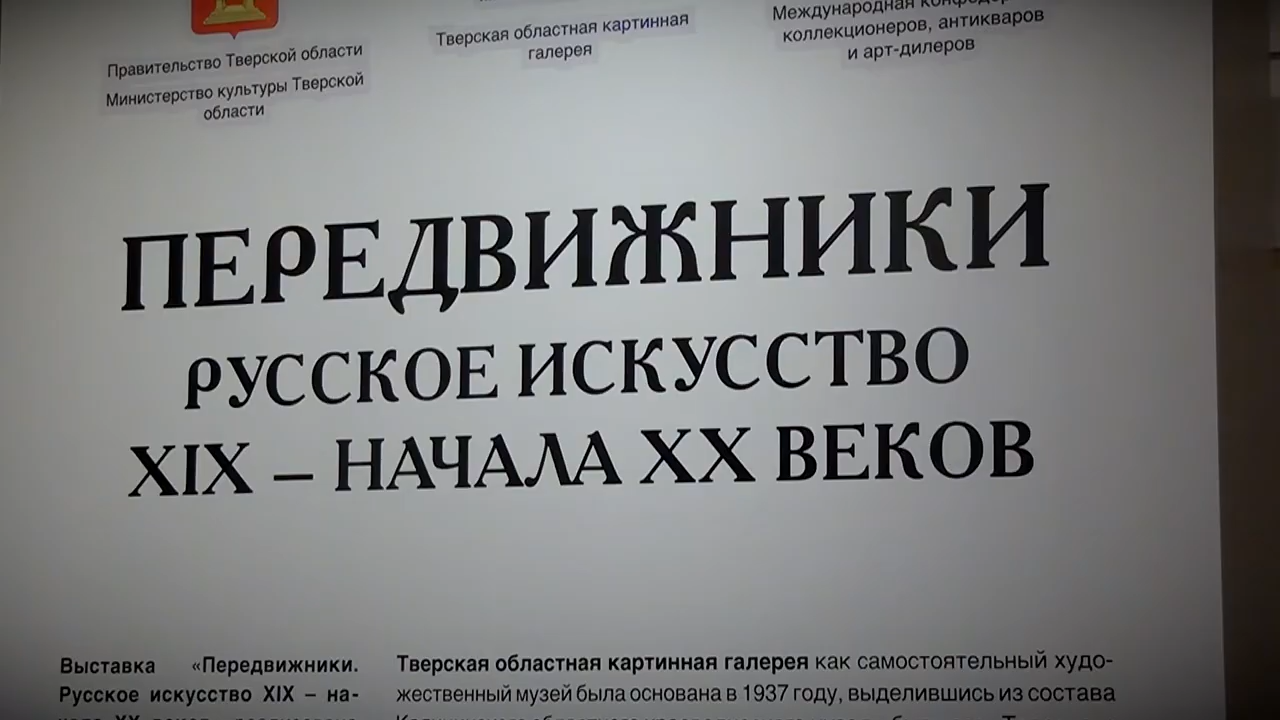 Правительство Тверской области
Министерство культуры Тверской
области
Тверская областная картинная
галерея
Международная
коллекционеров, антикваров
и арт-дилеров
ПЕРЕДВИЖНИКИ
РУССКОЕ ИСКУССТВО
XIX – НАЧАЛА XX ВЕКОВ
Выставка «Передвижники.
Русское искусство XIX – на-
Тверская областная картинная галерея как самостоятельный худо-
жественный музей была основана в 1937 году, выделившись из состава